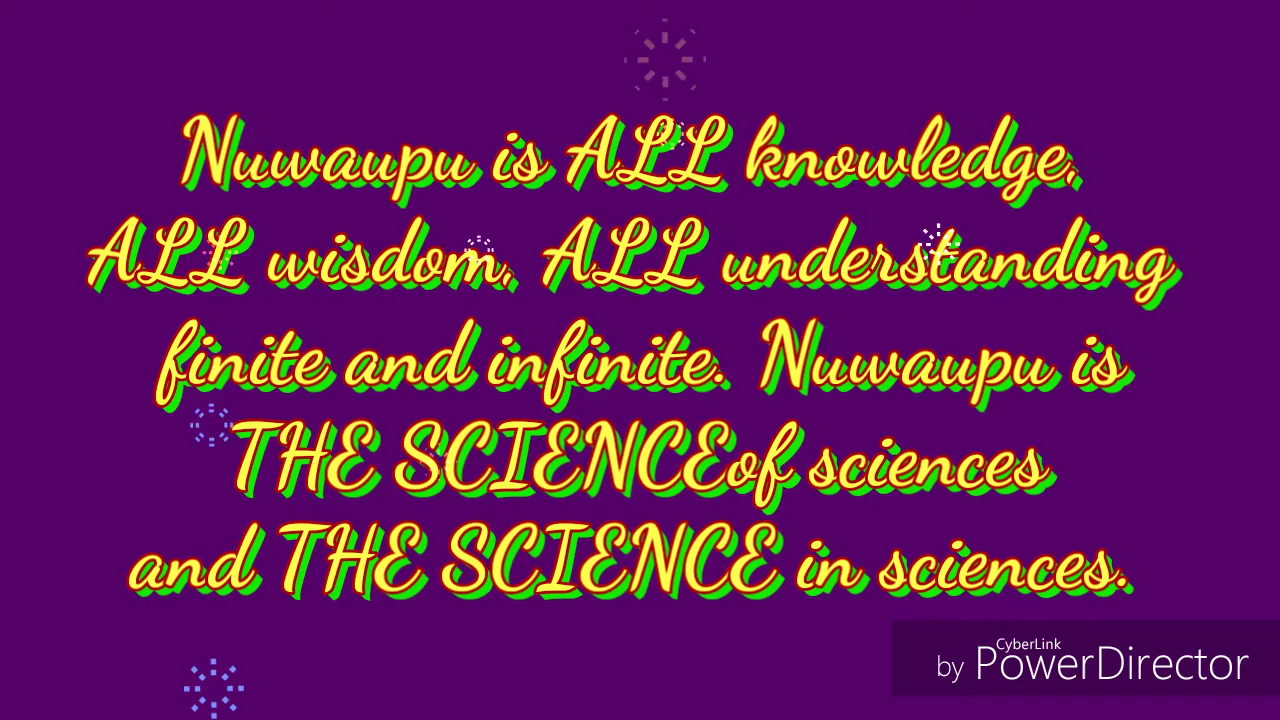 Nuwaupu is ALL knowledge,
ALL wisdom, ALL understanding
finite and infinite. Nuwaupu is
THE SCIENCEof sciences
and THE SCIENCE in sciences.
CyberLink
by PowerDirector